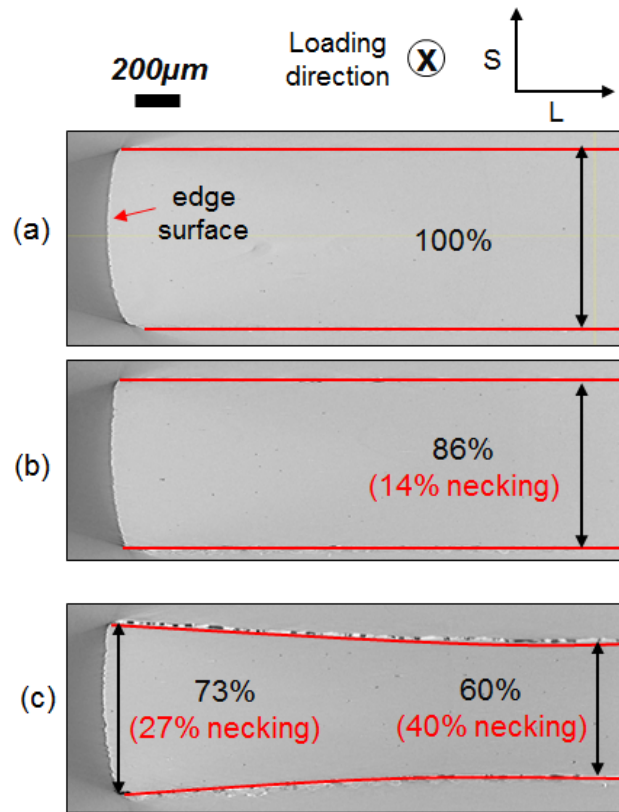 200µm
Loading
direction
X
S
L
(a)
edge
surface
100%
(b)
86%
(14% necking)
(c)
73%
(27% necking)
60%
(40% necking)